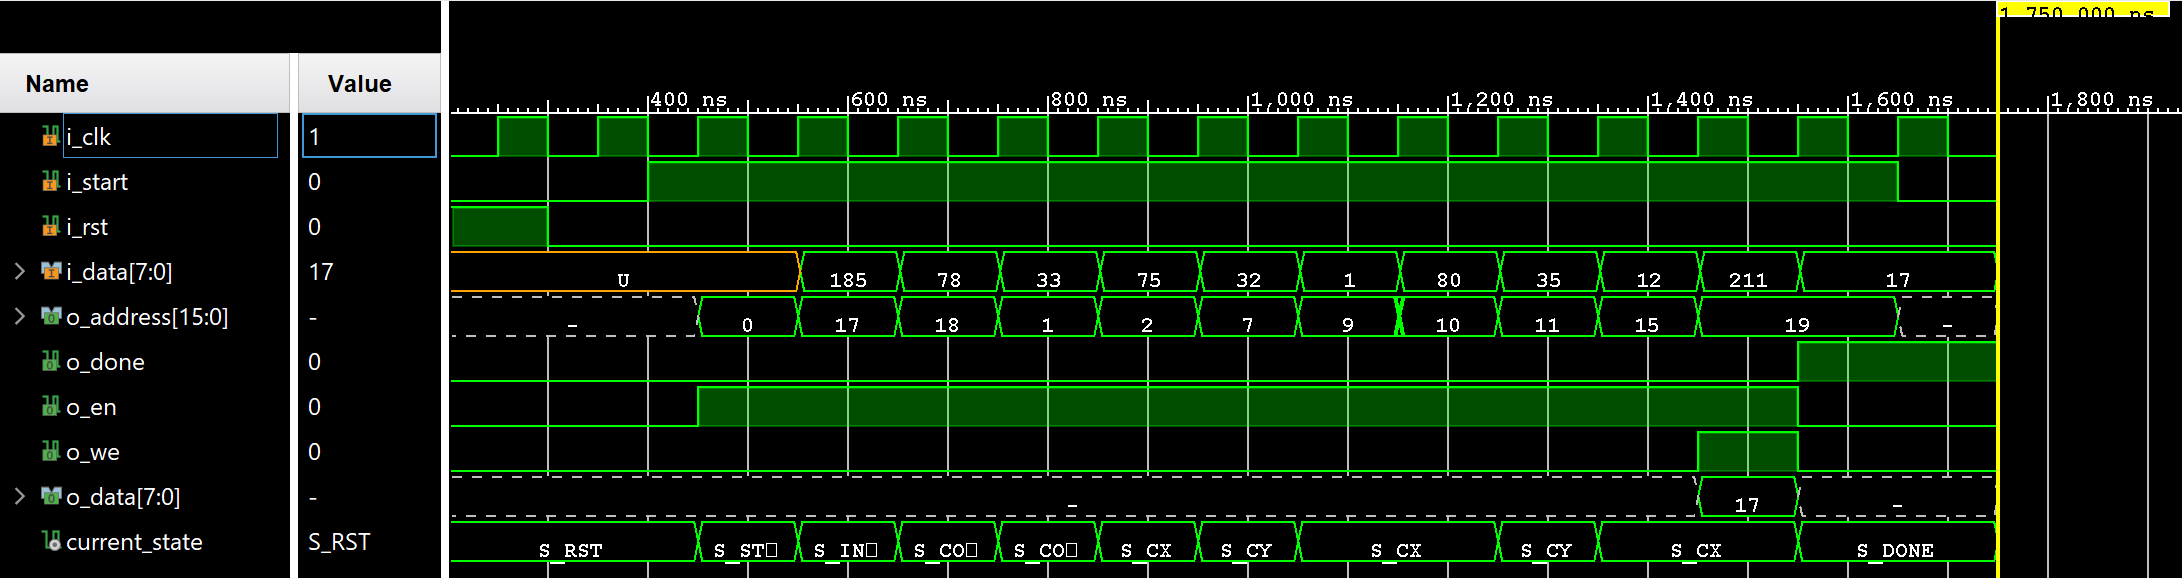 1,750.000 ns
Name Value
400 ns 600 ns 800 ns 1,000 ns 1,200 ns 1,400 ns 1,600 ns 1,800 ns
i_clk 1
i_start 0
i_rst 0
i_data[7:0] 17 U 185 78 33 75 32 1 80 35 12 211 17
o_address[15:0] - - 0 17 18 1 2 7 9 10 11 15 19 -
o_done 0
o_en 0
o_we 0
o_data[7:0] - - 17 -
current_state S_RST S_RST S_ST□ S_IN□ S_CO□ S_CO□ S_CX S_CY S_CX S_CY S_CX S_DONE